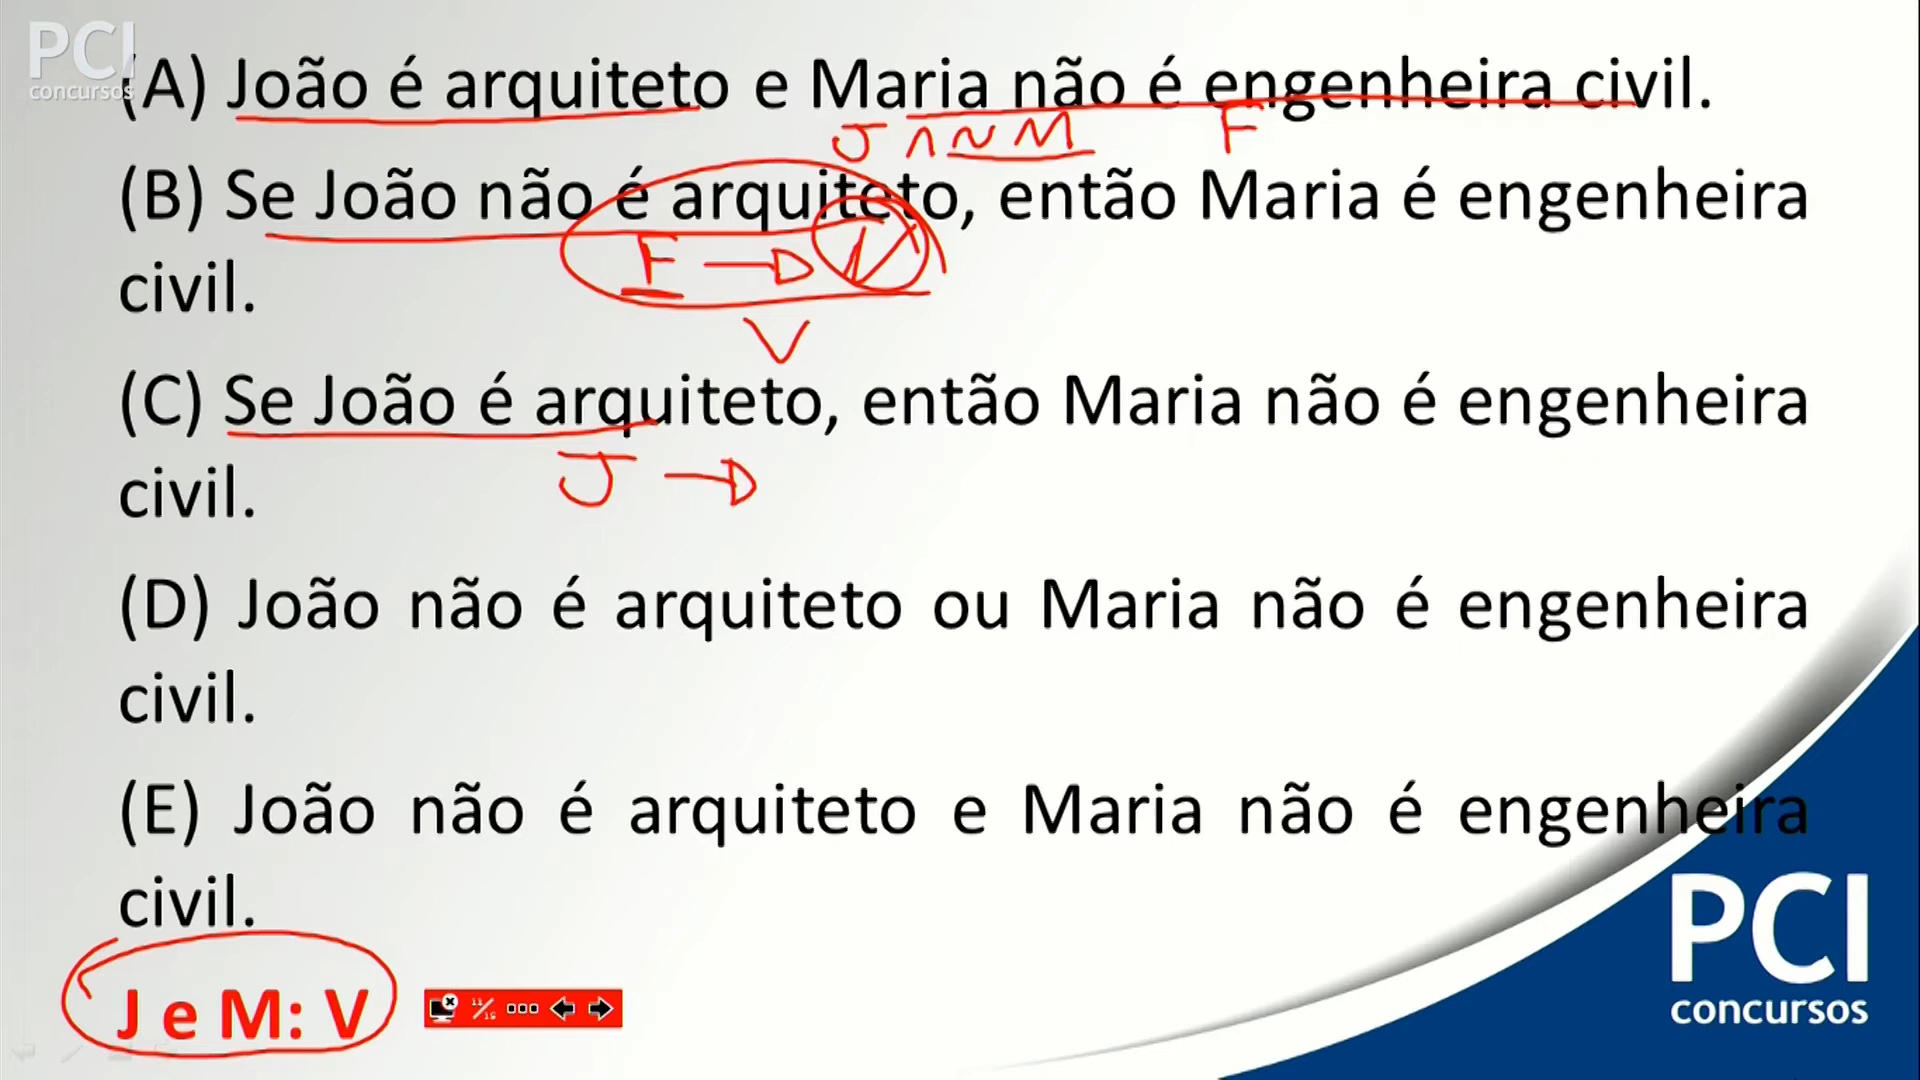 PCI
concursos
(A) João é arquiteto e Maria não é engenheira civil.
J ∧ ~ M F
(B) Se João não é arquiteto, então Maria é engenheira
F → V
civil.
V
(C) Se João é arquiteto, então Maria não é engenheira
J →
civil.
(D) João não é arquiteto ou Maria não é engenheira
civil.
(E) João não é arquiteto e Maria não é engenheira
civil.
J e M: V
11/15
PCI
concursos